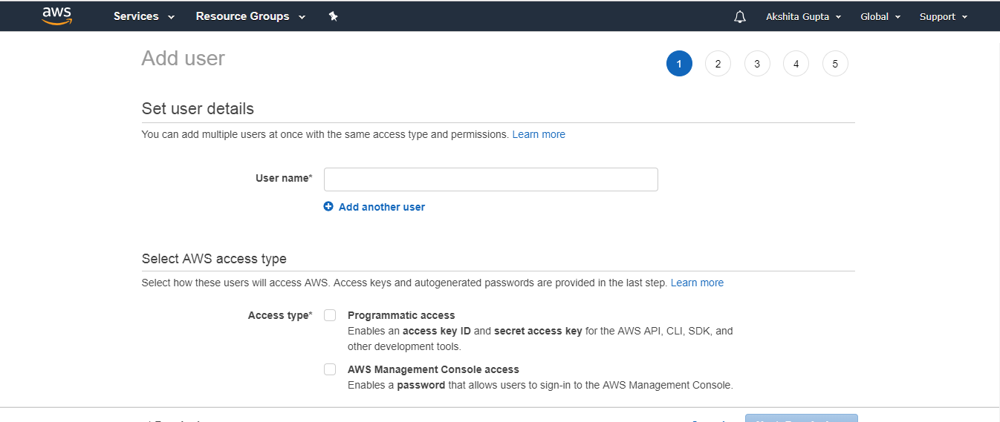 aws Services Resource Groups Akshita Gupta Global Support
Add user
1 2 3 4 5
Set user details
You can add multiple users at once with the same access type and permissions. Learn more
User name*
Add another user
Select AWS access type
Select how these users will access AWS. Access keys and autogenerated passwords are provided in the last step. Learn more
Access type* Programmatic access
Enables an access key ID and secret access key for the AWS API, CLI, SDK, and
other development tools.
AWS Management Console access
Enables a password that allows users to sign-in to the AWS Management Console.